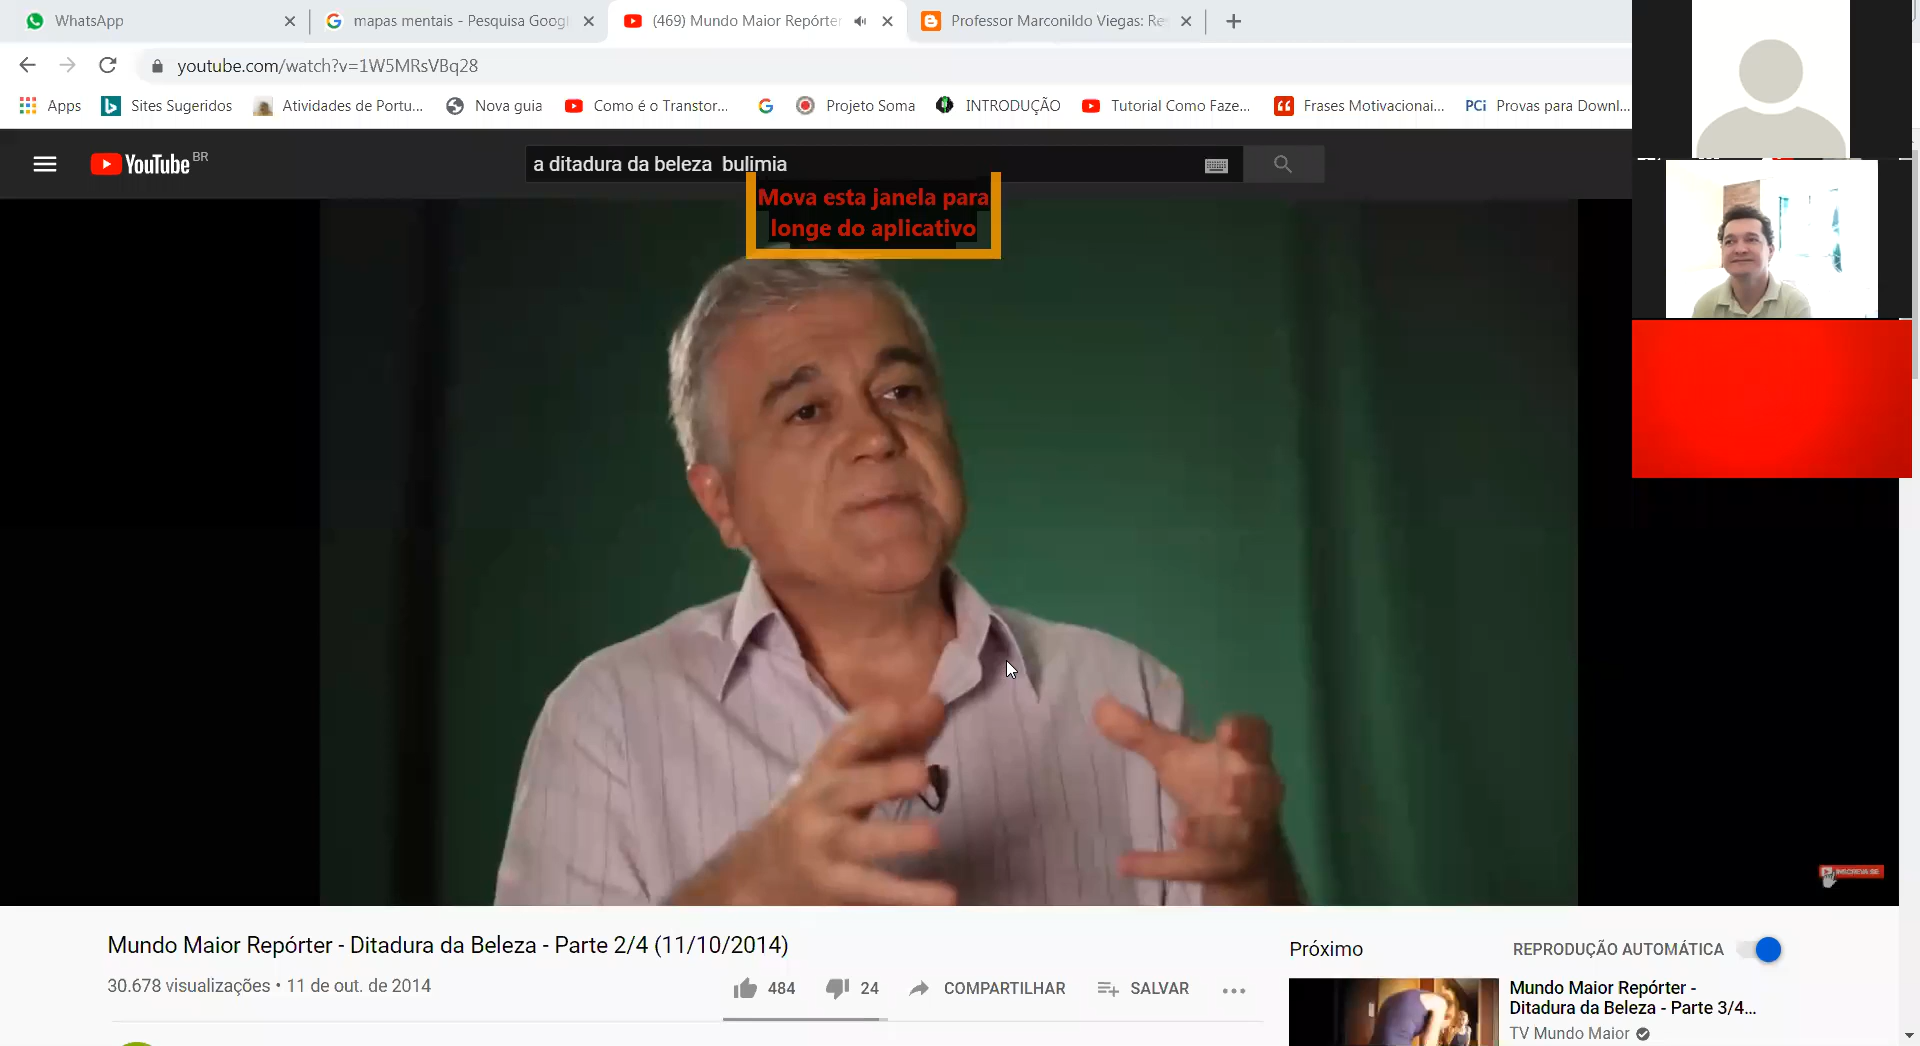 WhatsApp
mapas mentais - Pesquisa Googl
(469) Mundo Maior Repórter
Professor Marconildo Viegas: Re
youtube.com/watch?v=1W5MRsVBq28
Apps
Sites Sugeridos
Atividades de Portu...
Nova guia
Como é o Transtor...
Projeto Soma
INTRODUÇÃO
Tutorial Como Faze...
Frases Motivacionai...
PCi Provas para Downl...
YouTube BR
a ditadura da beleza bulimia
Mova esta janela para
longe do aplicativo
INSCREVA-SE
Mundo Maior Repórter - Ditadura da Beleza - Parte 2/4 (11/10/2014)
30.678 visualizações • 11 de out. de 2014
484
24
COMPARTILHAR
SALVAR
Próximo
REPRODUÇÃO AUTOMÁTICA
Mundo Maior Repórter -
Ditadura da Beleza - Parte 3/4...
TV Mundo Maior